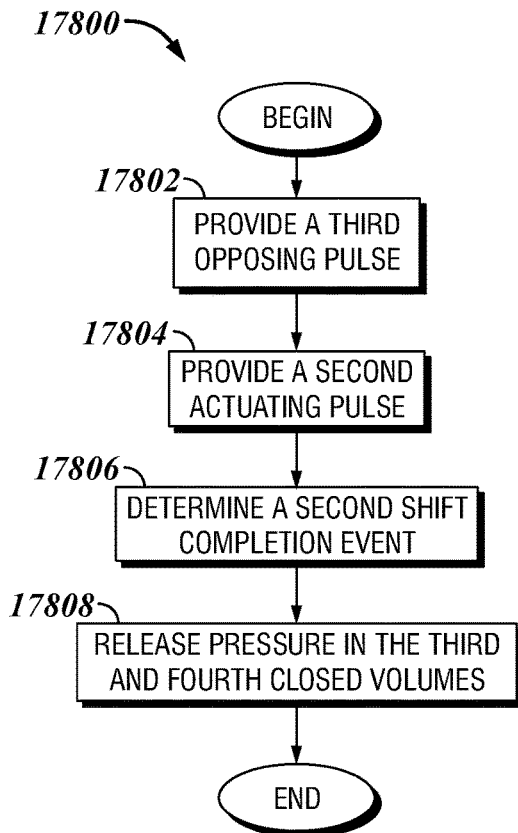 17800
BEGIN
17802
PROVIDE A THIRD
OPPOSING PULSE
17804
PROVIDE A SECOND
ACTUATING PULSE
17806
DETERMINE A SECOND SHIFT
COMPLETION EVENT
17808
RELEASE PRESSURE IN THE THIRD
AND FOURTH CLOSED VOLUMES
END